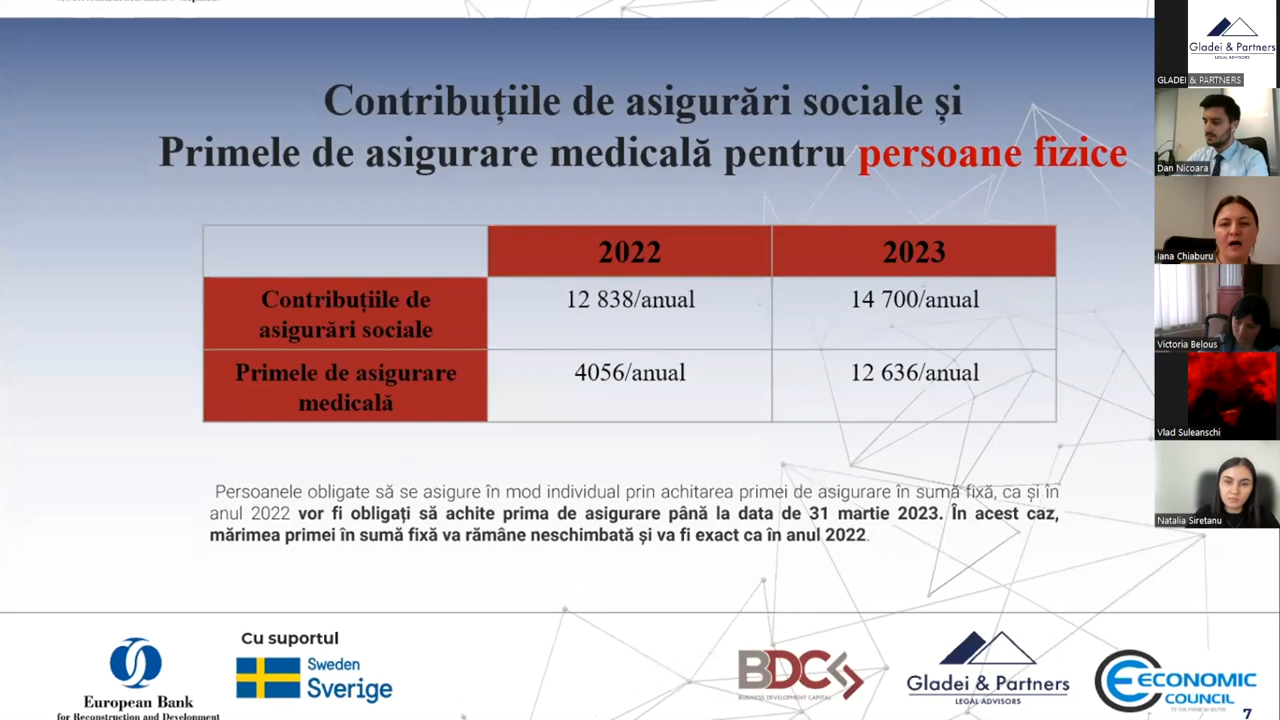 Contribuțiile de asigurări sociale și
Primele de asigurare medicală pentru persoane fizice
2022
2023
Contribuțiile de
asigurări sociale
12 838/anual
14 700/anual
Primele de asigurare
medicală
4056/anual
12 636/anual
Persoanele obligate să se asigure în mod individual prin achitarea primei de asigurare în sumă fixă, ca și în
anul 2022 vor fi obligați să achite prima de asigurare până la data de 31 martie 2023. În acest caz,
mărimea primei în sumă fixă va rămâne neschimbată și va fi exact ca în anul 2022.
Cu suportul
European Bank
for Reconstruction and Development
Sweden
Sverige
BDC
BUSINESS DEVELOPMENT CAPITAL
Gladei & Partners
LEGAL ADVISORS
ECONOMIC
COUNCIL
TO THE PRIME MINISTER
7
Gladei & Partners
LEGAL ADVISORS
GLADEI & PARTNERS
Dan Nicoara
Iana Chiaburu
Victoria Belous
Vlad Suleanschi
Natalia Siretanu